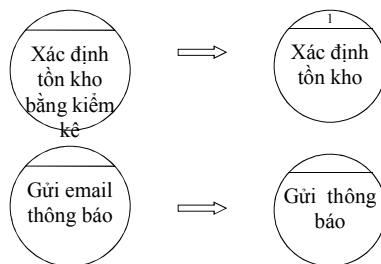 Xác định
tồn kho
bằng kiểm
kê
1
Xác định
tồn kho
Gửi email
thông báo
Gửi thông
báo